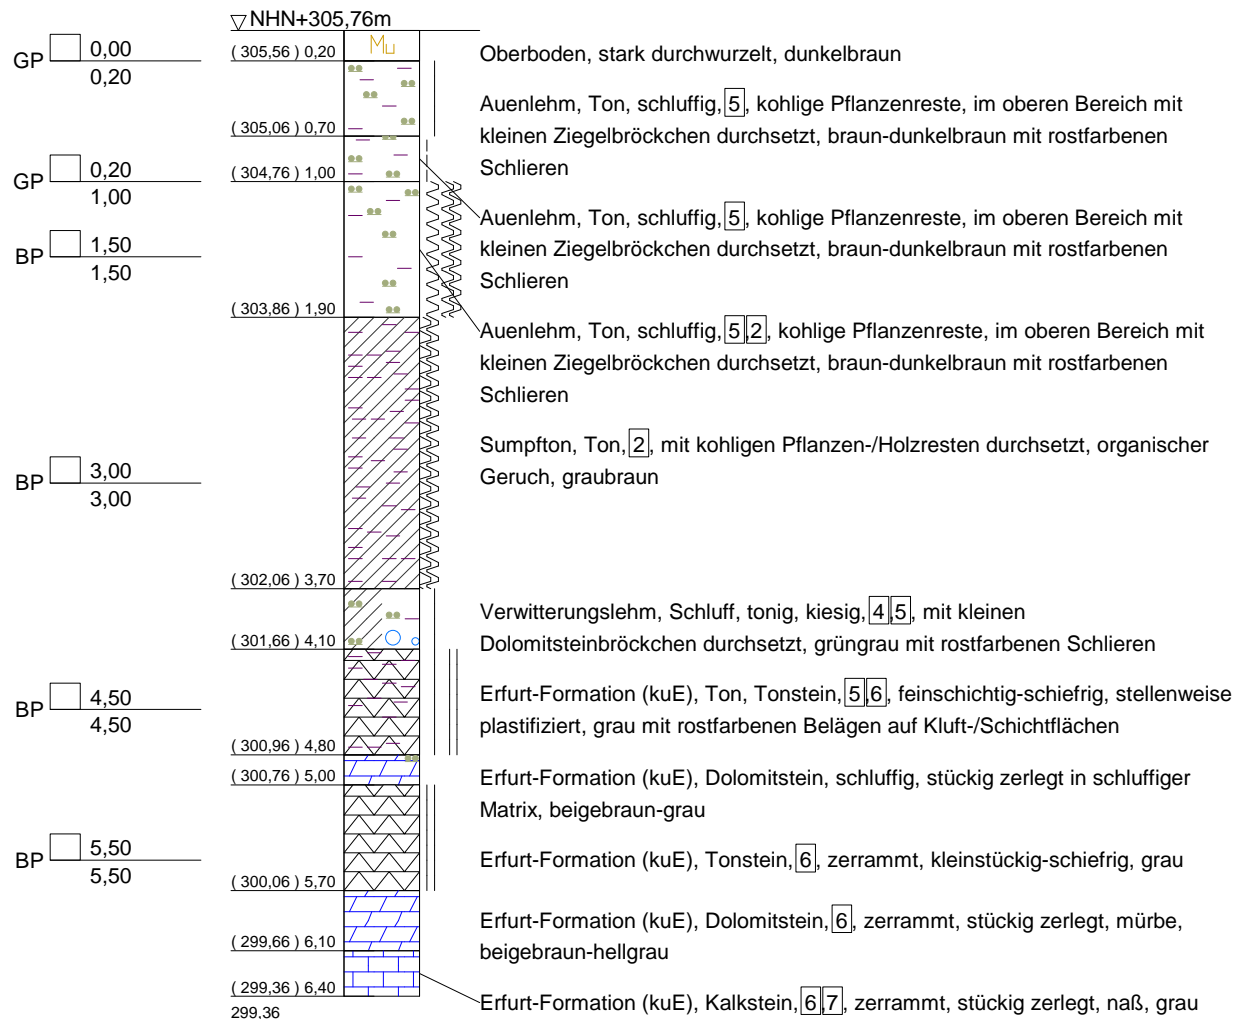 NHN+305,76m
GP 0,00
0,20
( 305,56 ) 0,20
Mu
Oberboden, stark durchwurzelt, dunkelbraun
( 305,06 ) 0,70
Auenlehm, Ton, schluffig, 5, kohlige Pflanzenreste, im oberen Bereich mit
kleinen Ziegelbröckchen durchsetzt, braun-dunkelbraun mit rostfarbenen
Schlieren
GP 0,20
1,00
( 304,76 ) 1,00
Auenlehm, Ton, schluffig, 5, kohlige Pflanzenreste, im oberen Bereich mit
kleinen Ziegelbröckchen durchsetzt, braun-dunkelbraun mit rostfarbenen
Schlieren
BP 1,50
1,50
( 303,86 ) 1,90
Auenlehm, Ton, schluffig, 5, 2, kohlige Pflanzenreste, im oberen Bereich mit
kleinen Ziegelbröckchen durchsetzt, braun-dunkelbraun mit rostfarbenen
Schlieren
BP 3,00
3,00
( 302,06 ) 3,70
Sumpfton, Ton, 2, mit kohligen Pflanzen-/Holzresten durchsetzt, organischer
Geruch, graubraun
( 301,66 ) 4,10
Verwitterungslehm, Schluff, tonig, kiesig, 4, 5, mit kleinen
Dolomitsteinbröckchen durchsetzt, grüngrau mit rostfarbenen Schlieren
BP 4,50
4,50
( 300,96 ) 4,80
Erfurt-Formation (kuE), Ton, Tonstein, 5, 6, feinschichtig-schiefrig, stellenweise
plastifiziert, grau mit rostfarbenen Belägen auf Kluft-/Schichtflächen
( 300,76 ) 5,00
Erfurt-Formation (kuE), Dolomitstein, schluffig, stückig zerlegt in schluffiger
Matrix, beigebraun-grau
BP 5,50
5,50
( 300,06 ) 5,70
Erfurt-Formation (kuE), Tonstein, 6, zerrammt, kleinstückig-schiefrig, grau
( 299,66 ) 6,10
Erfurt-Formation (kuE), Dolomitstein, 6, zerrammt, stückig zerlegt, mürbe,
beigebraun-hellgrau
( 299,36 ) 6,40
299,36
Erfurt-Formation (kuE), Kalkstein, 6, 7, zerrammt, stückig zerlegt, naß, grau